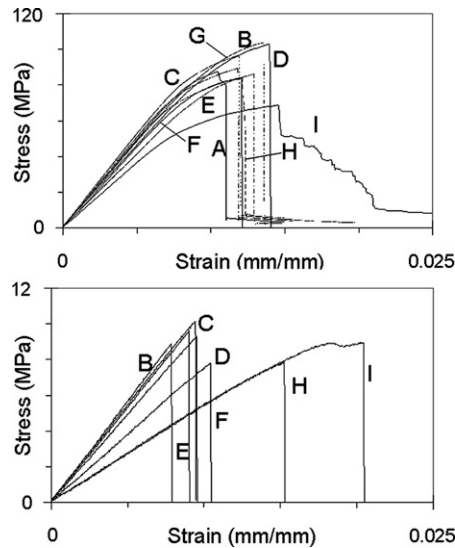 120
Stress (MPa)
0
G
B
D
C
E
F
A
H
I
0
Strain (mm/mm)
0.025
12
Stress (MPa)
0
B
C
D
E
F
H
I
0
Strain (mm/mm)
0.025